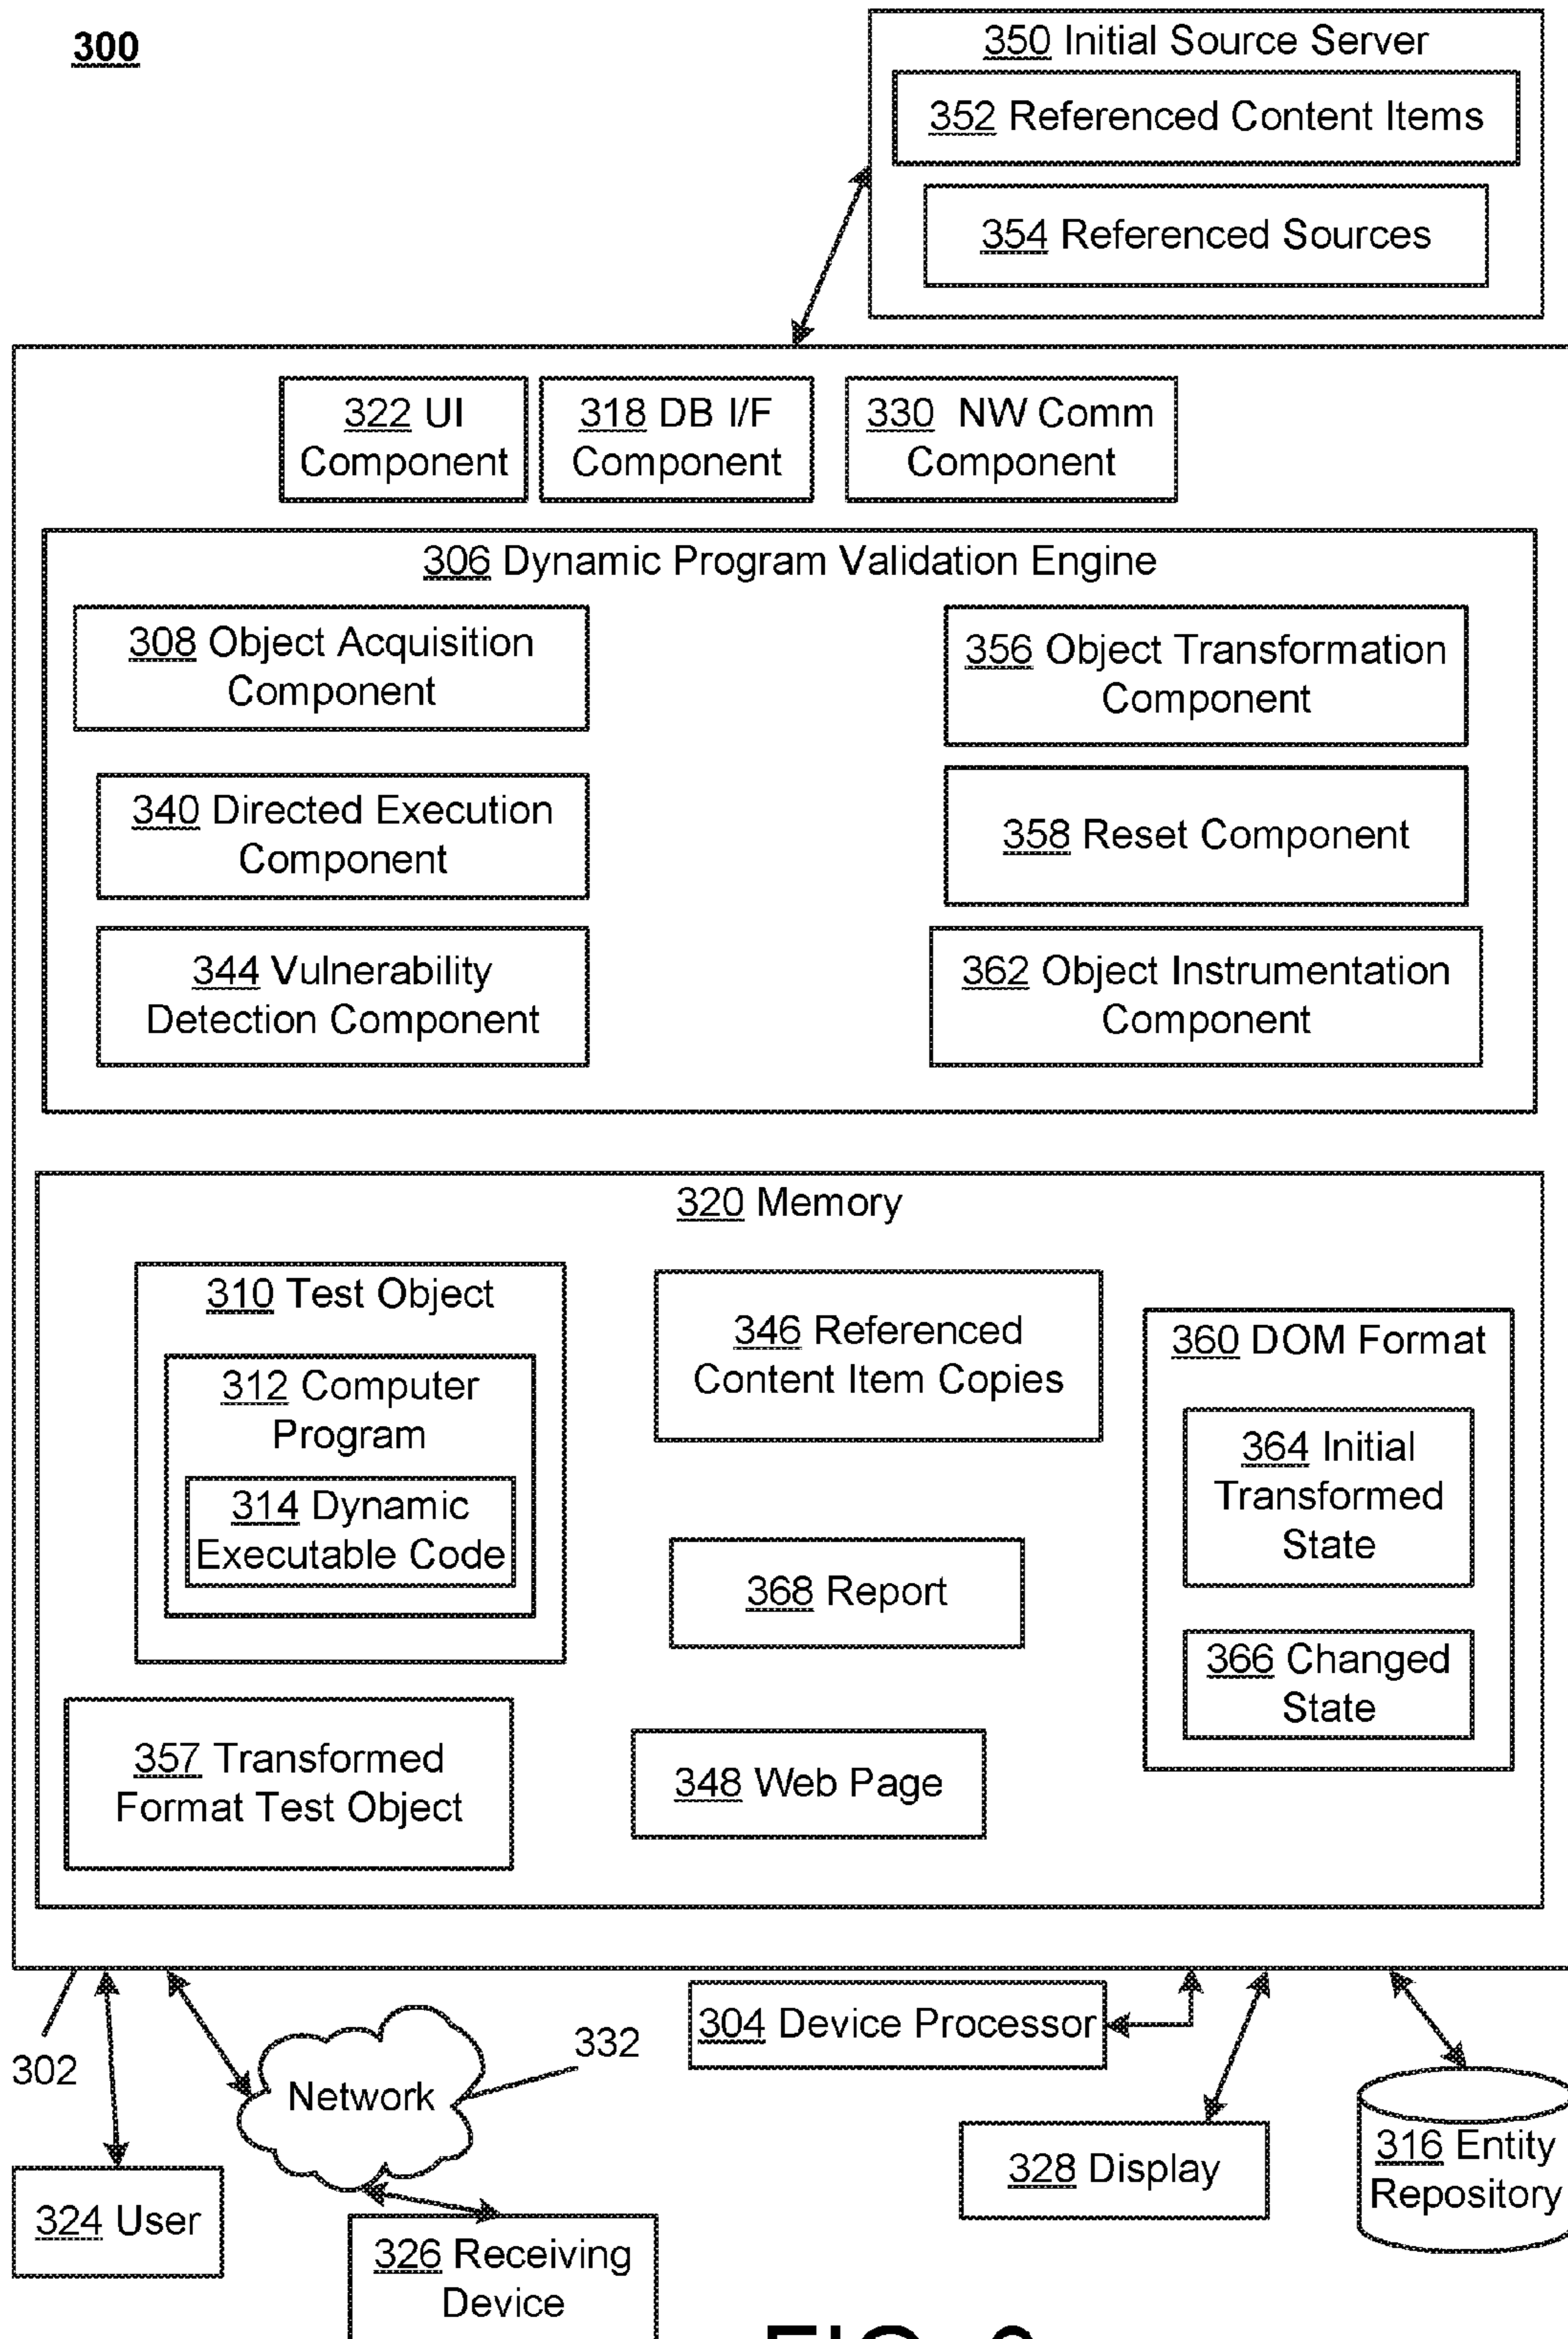 300
350 Initial Source Server
352 Referenced Content Items
354 Referenced Sources
322 UI
Component
318 DB I/F
Component
330 NW Comm
Component
306 Dynamic Program Validation Engine
308 Object Acquisition
Component
356 Object Transformation
Component
340 Directed Execution
Component
358 Reset Component
344 Vulnerability
Detection Component
362 Object Instrumentation
Component
320 Memory
310 Test Object
312 Computer
Program
314 Dynamic
Executable Code
346 Referenced
Content Item Copies
360 DOM Format
364 Initial
Transformed
State
368 Report
366 Changed
State
357 Transformed
Format Test Object
348 Web Page
302
332
Network
304 Device Processor
324 User
326 Receiving
Device
328 Display
316 Entity
Repository